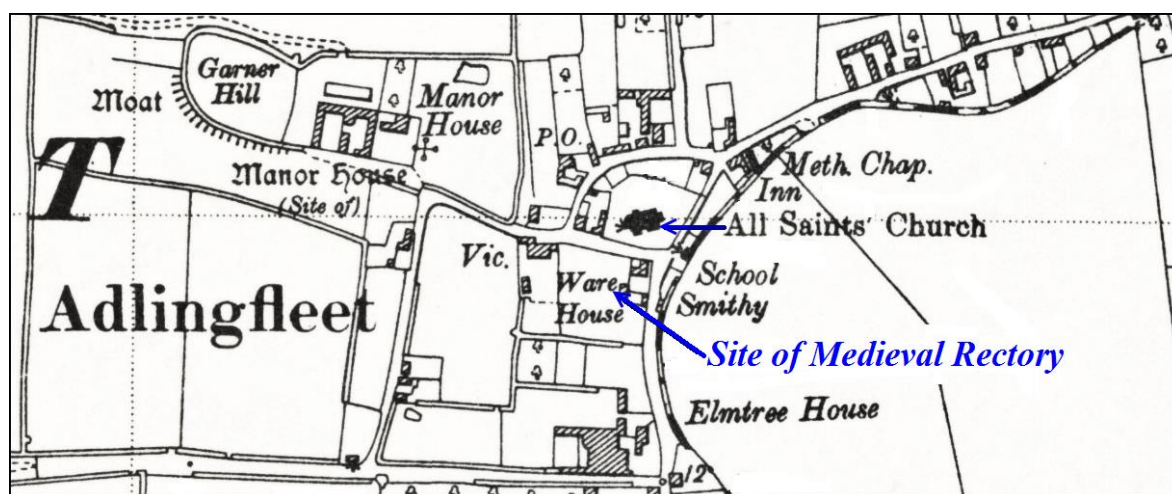 Garner
Hill
Moat
Manor
House
P.O.
T
Manor House
(Site of)
Meth. Chap.
Inn
All Saints' Church
Vic.
Ware
House
School
Smithy
Adlingfleet
Site of Medieval Rectory
Elmtree House
12